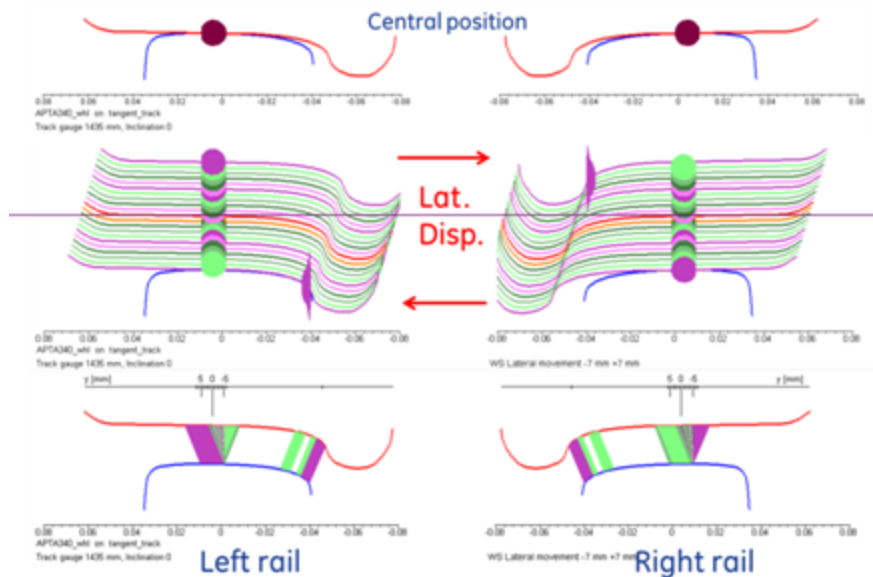 Central position
0.08 0.06 0.04 0.02 0 -0.02 -0.04 -0.06 -0.08
-0.08 -0.06 -0.04 -0.02 0 0.02 0.04 0.06 0.08
APTA340_whl on tangent_track
Track gauge 1435 mm, Inclination 0
Lat.
Disp.
0.08 0.06 0.04 0.02 0 -0.02 -0.04 -0.06 -0.08
-0.08 -0.06 -0.04 -0.02 0 0.02 0.04 0.06 0.08
APTA340_whl on tangent_track
Track gauge 1435 mm, Inclination 0
WS Lateral movement -7 mm +7 mm
y [mm] 5 0 -5
5 0 -5 y [mm]
0.08 0.06 0.04 0.02 0 -0.02 -0.04 -0.06 -0.08
-0.08 -0.06 -0.04 -0.02 0 0.02 0.04 0.06 0.08
APTA340_whl on tangent_track
Track gauge 1435 mm, Inclination 0
Left rail
WS Lateral movement -7 mm +7 mm
Right rail